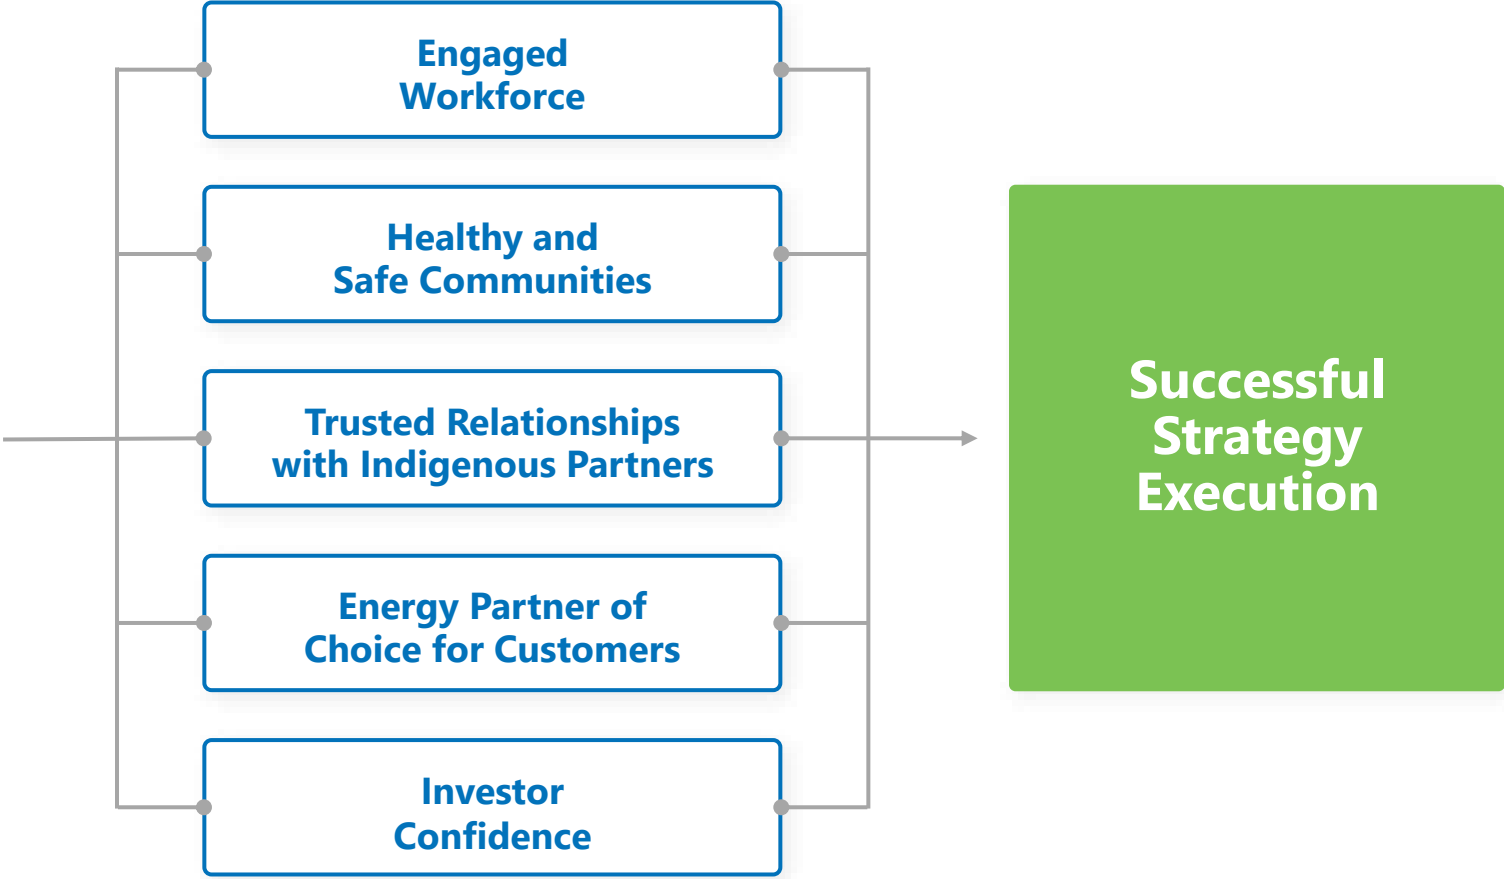 Engaged
Workforce
Healthy and
Safe Communities
Trusted Relationships
with Indigenous Partners
Energy Partner of
Choice for Customers
Investor
Confidence
Successful
Strategy
Execution